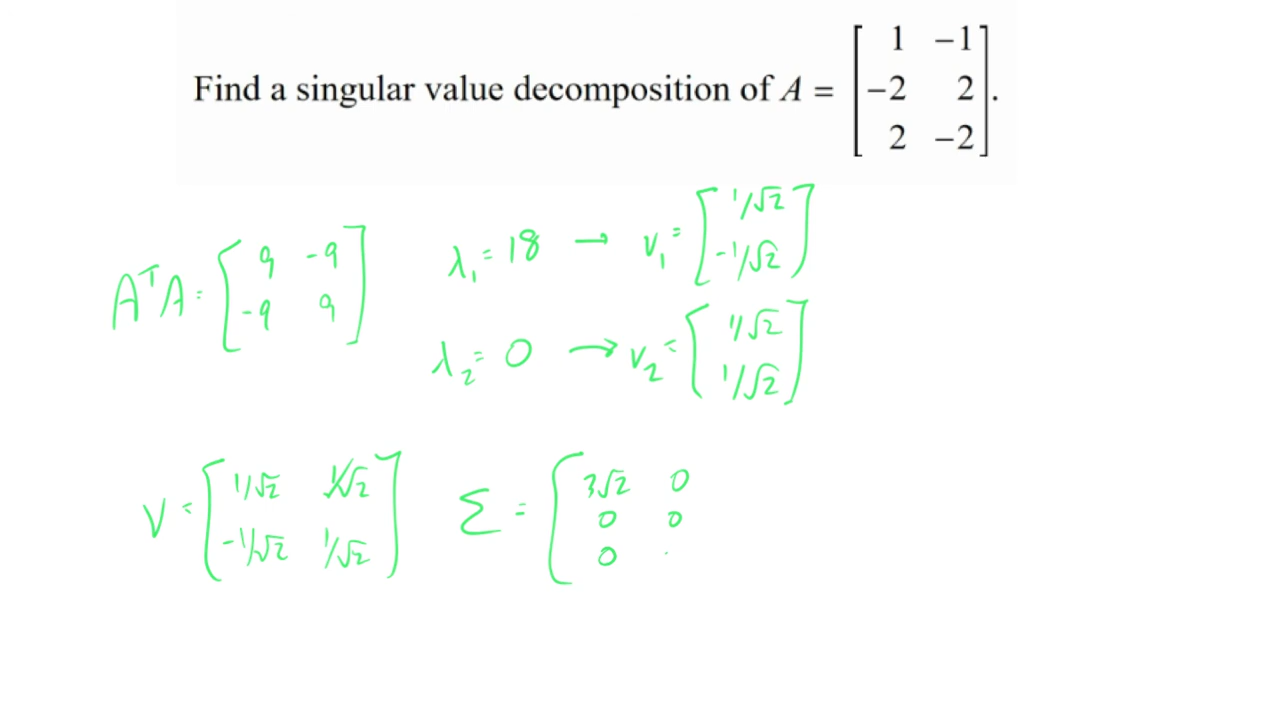 Find a singular value decomposition of A = [ 1 −1
−2 2
2 −2 ].
AᵀA = [ 9 -9
-9 9 ]
λ₁ = 18 → v₁ = [ 1/√2
-1/√2 ]
λ₂ = 0 → v₂ = [ 1/√2
1/√2 ]
V = [ 1/√2 1/√2
-1/√2 1/√2 ]
Σ = [ 3√2 0
0 0
0